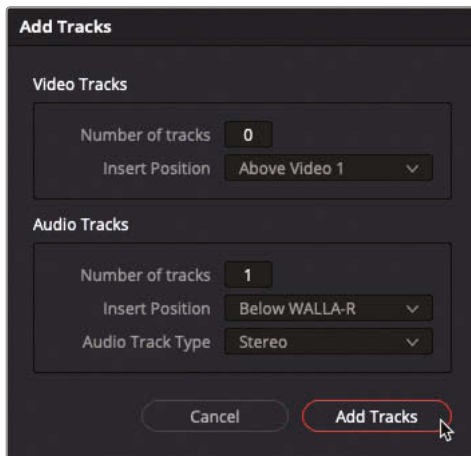 Add Tracks
Video Tracks
Number of tracks 0
Insert Position Above Video 1
Audio Tracks
Number of tracks 1
Insert Position Below WALLA-R
Audio Track Type Stereo
Cancel Add Tracks